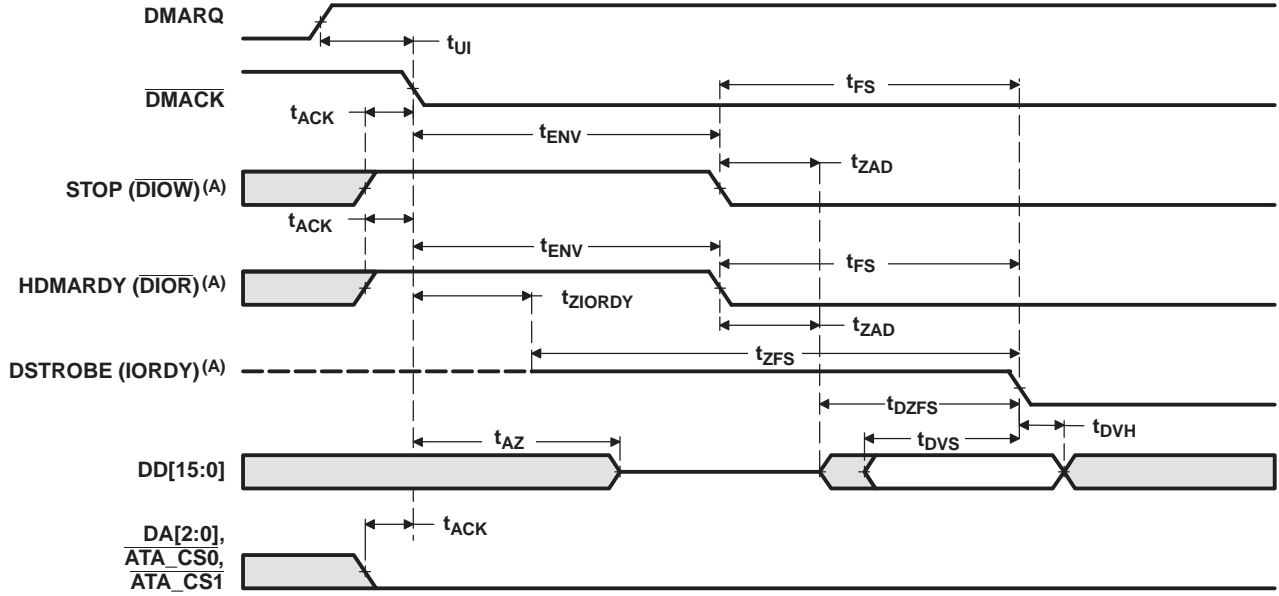 DMARQ
tUI
DMACK
tFS
tACK
tENV
tZAD
STOP (DIOW)(A)
tACK
tENV
tFS
HDMARDY (DIOR)(A)
tZIORDY
tZAD
tZFS
DSTROBE (IORDY)(A)
tDZFS
tAZ
tDVS
tDVH
DD[15:0]
tACK
DA[2:0],
ATA_CS0,
ATA_CS1